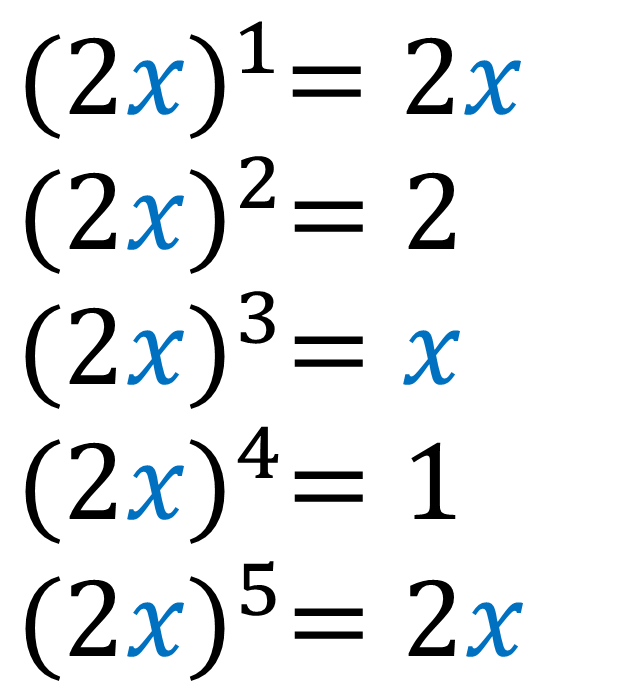 (2x)¹= 2x
(2x)²= 2
(2x)³= x
(2x)⁴= 1
(2x)⁵= 2x